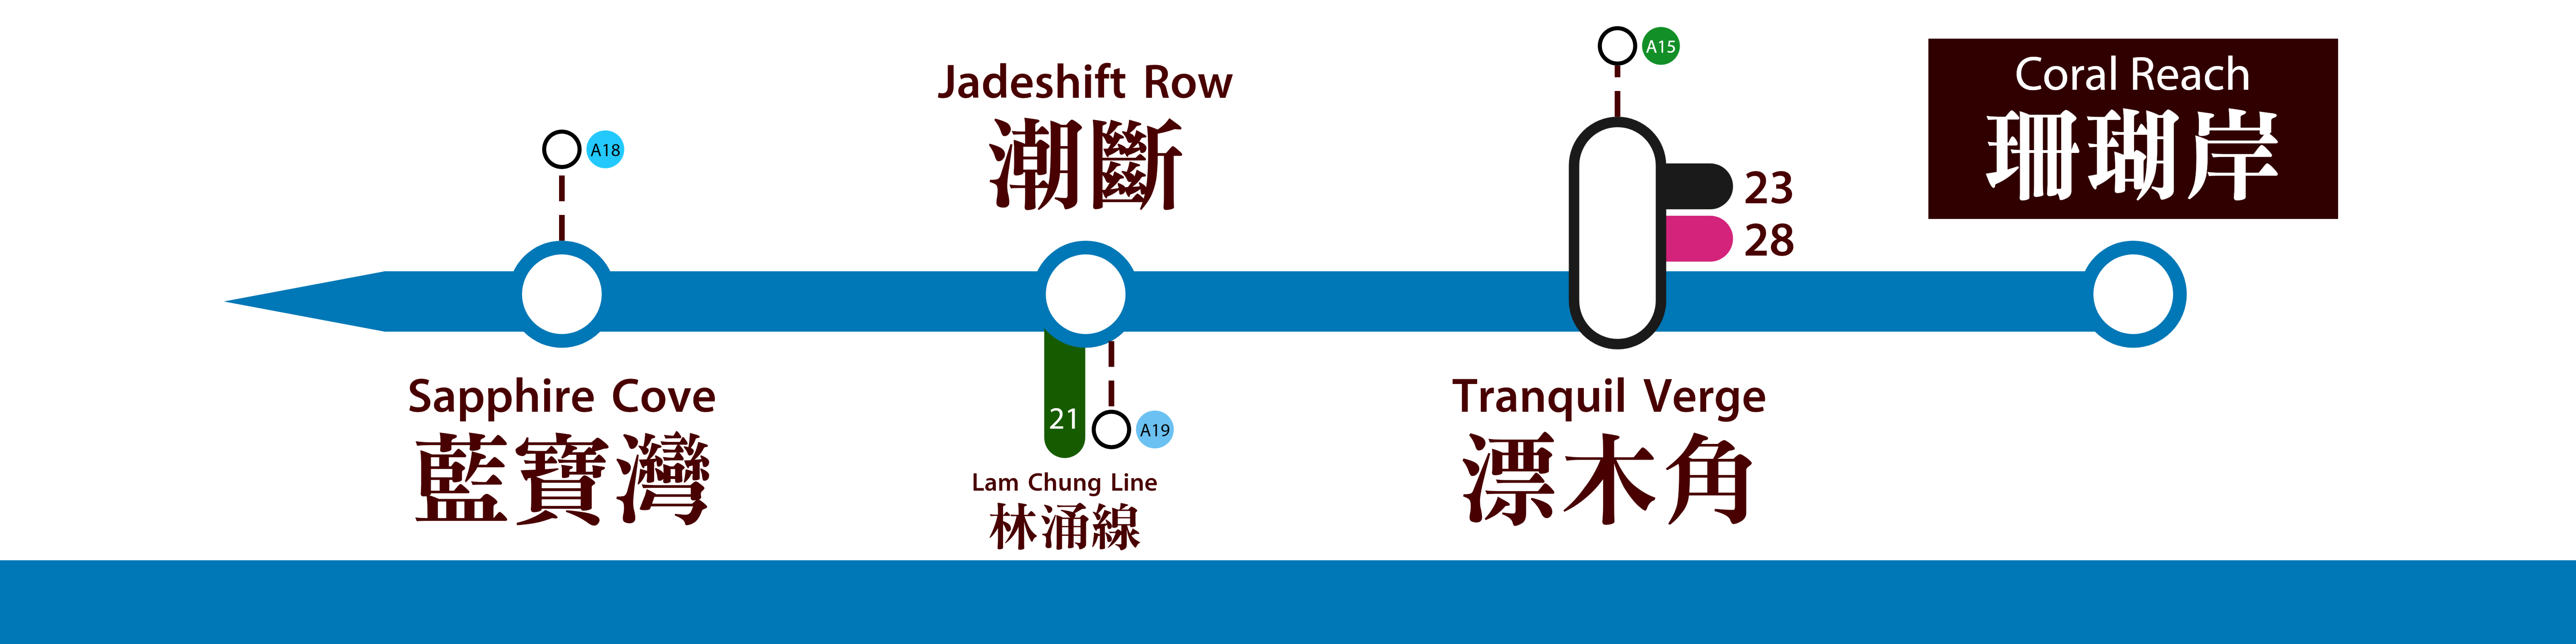 A18
Sapphire Cove
藍寶灣
Jadeshift Row
潮斷
21
A19
Lam Chung Line
林涌線
A15
23
28
Tranquil Verge
漂木角
Coral Reach
珊瑚岸